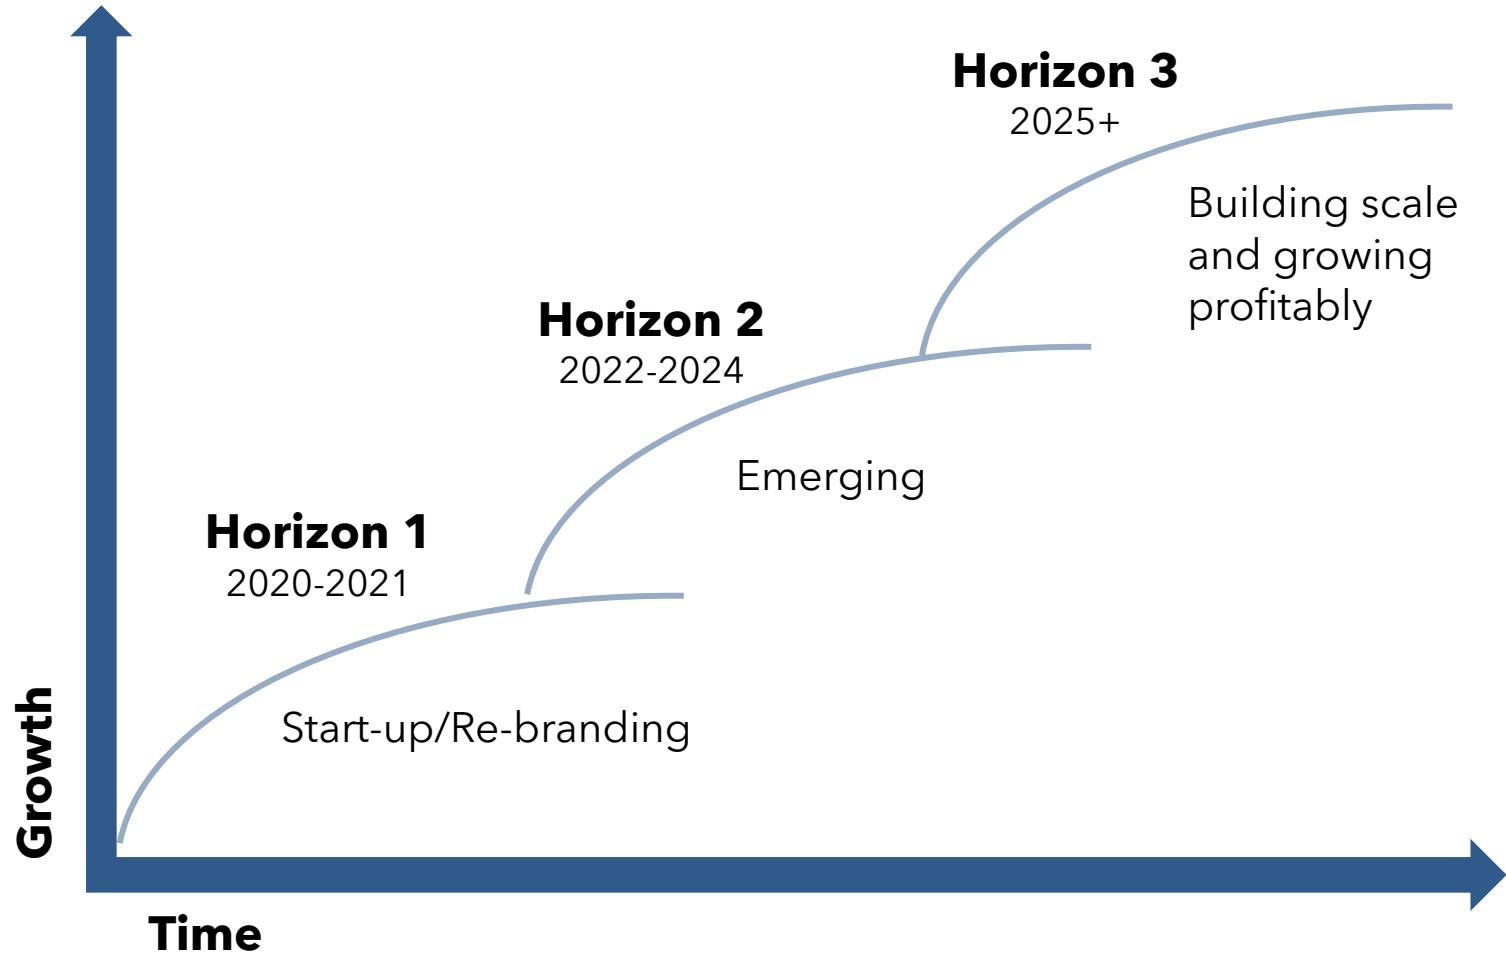 Horizon 3
2025+
Building scale
and growing
profitably
Horizon 2
2022-2024
Emerging
Horizon 1
2020-2021
Start-up/Re-branding
Growth
Time